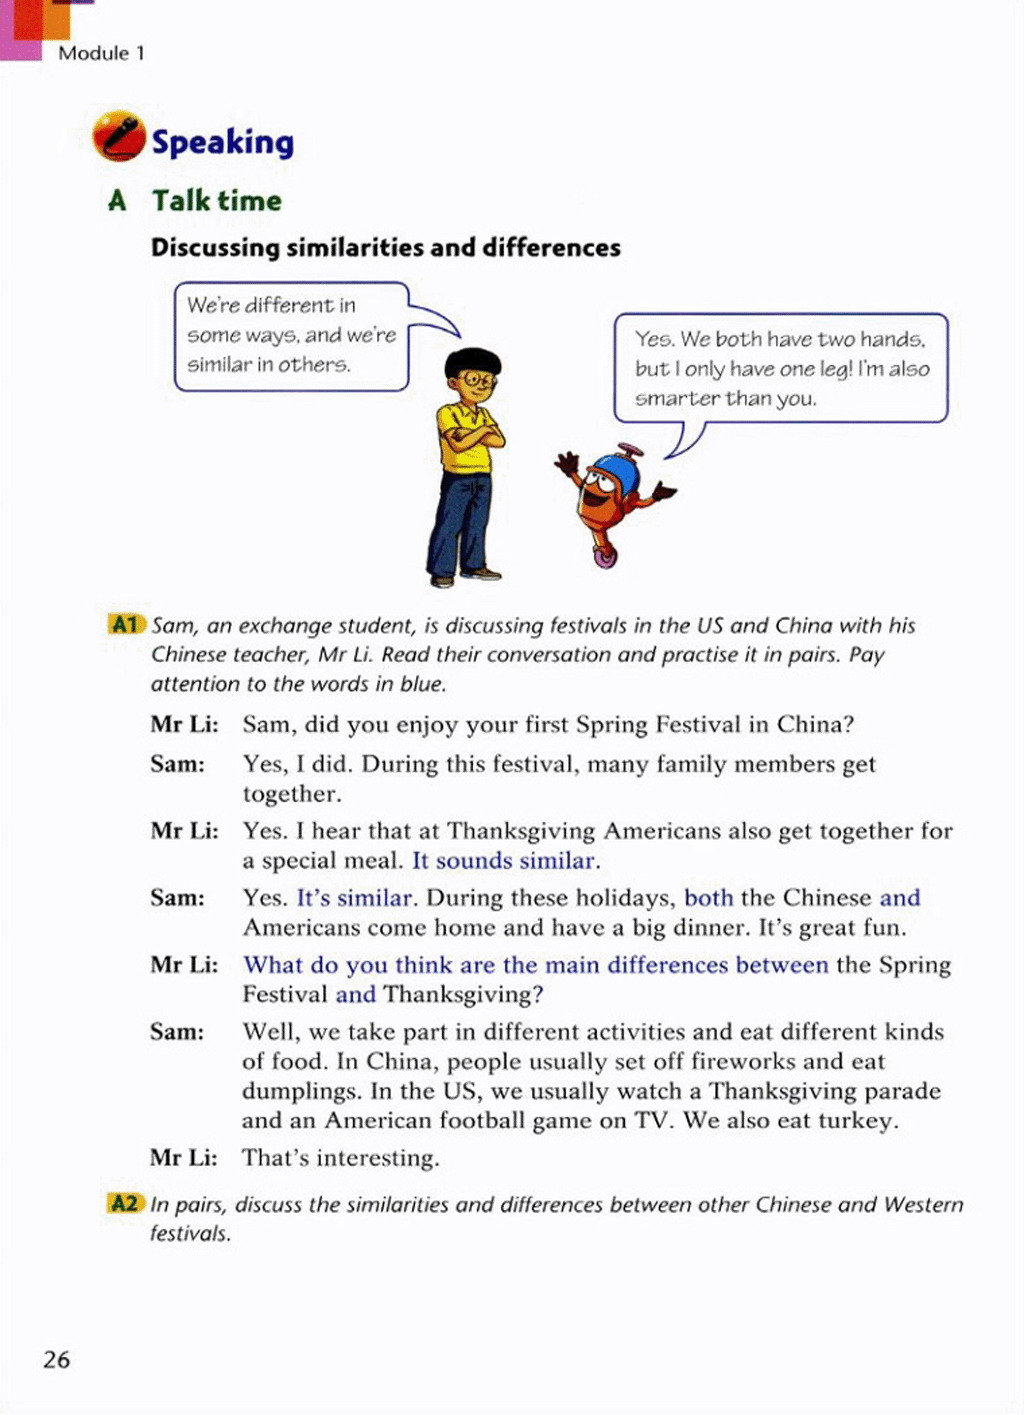 Module 1
Speaking
A Talk time
Discussing similarities and differences
We're different in
some ways, and we're
similar in others.
Yes. We both have two hands,
but I only have one leg! I'm also
smarter than you.
A1 Sam, an exchange student, is discussing festivals in the US and China with his
Chinese teacher, Mr Li. Read their conversation and practise it in pairs. Pay
attention to the words in blue.
Mr Li: Sam, did you enjoy your first Spring Festival in China?
Sam: Yes, I did. During this festival, many family members get
together.
Mr Li: Yes. I hear that at Thanksgiving Americans also get together for
a special meal. It sounds similar.
Sam: Yes. It's similar. During these holidays, both the Chinese and
Americans come home and have a big dinner. It's great fun.
Mr Li: What do you think are the main differences between the Spring
Festival and Thanksgiving?
Sam: Well, we take part in different activities and eat different kinds
of food. In China, people usually set off fireworks and eat
dumplings. In the US, we usually watch a Thanksgiving parade
and an American football game on TV. We also eat turkey.
Mr Li: That's interesting.
A2 In pairs, discuss the similarities and differences between other Chinese and Western
festivals.
26